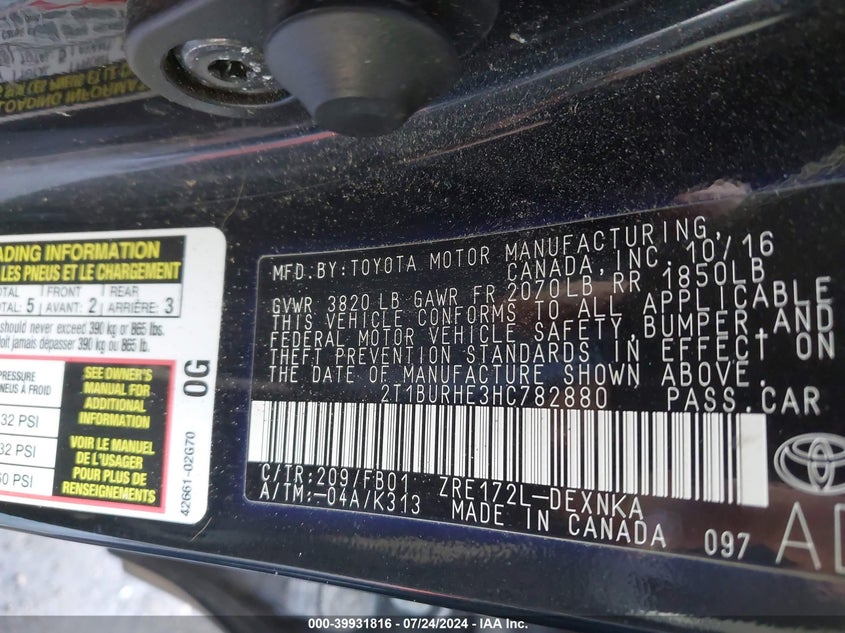 ADING INFORMATION
LES PNEUS ET LE CHARGEMENT
OTAL FRONT REAR
OTAL: 5 AVANT: 2 ARRIÈRE: 3
should never exceed 390 kg or 865 lbs.
doit jamais dépasser 390 kg ou 865 lb.
PRESSURE
PNEUS À FROID
32 PSI
32 PSI
60 PSI
SEE OWNER'S
MANUAL FOR
ADDITIONAL
INFORMATION
VOIR LE MANUEL
DE L'USAGER
POUR PLUS DE
RENSEIGNEMENTS
0G
42661-02G70
MFD. BY: TOYOTA MOTOR MANUFACTURING,
CANADA, INC. 10/16
GVWR 3820 LB GAWR FR 2070LB RR 1850LB
THIS VEHICLE CONFORMS TO ALL APPLICABLE
FEDERAL MOTOR VEHICLE SAFETY, BUMPER, AND
THEFT PREVENTION STANDARDS IN EFFECT ON
THE DATE OF MANUFACTURE SHOWN ABOVE.
2T1BURHE3HC782880 PASS. CAR
C/TR: 209/FB01 ZRE172L-DEXNKA
A/TM: -04A/K313 MADE IN CANADA 097
000-39931816 - 07/24/2024 - © IAA Inc.